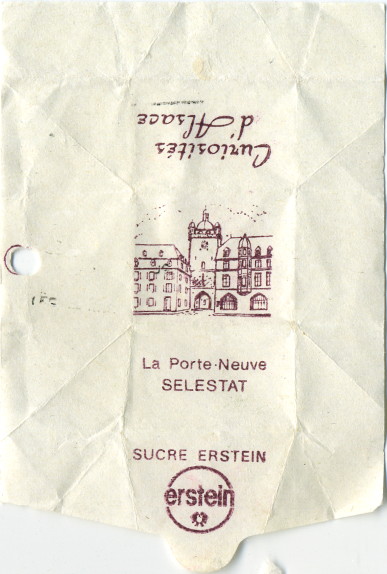 Curiosités
d'Alsace
La Porte-Neuve
SELESTAT
SUCRE ERSTEIN
erstein